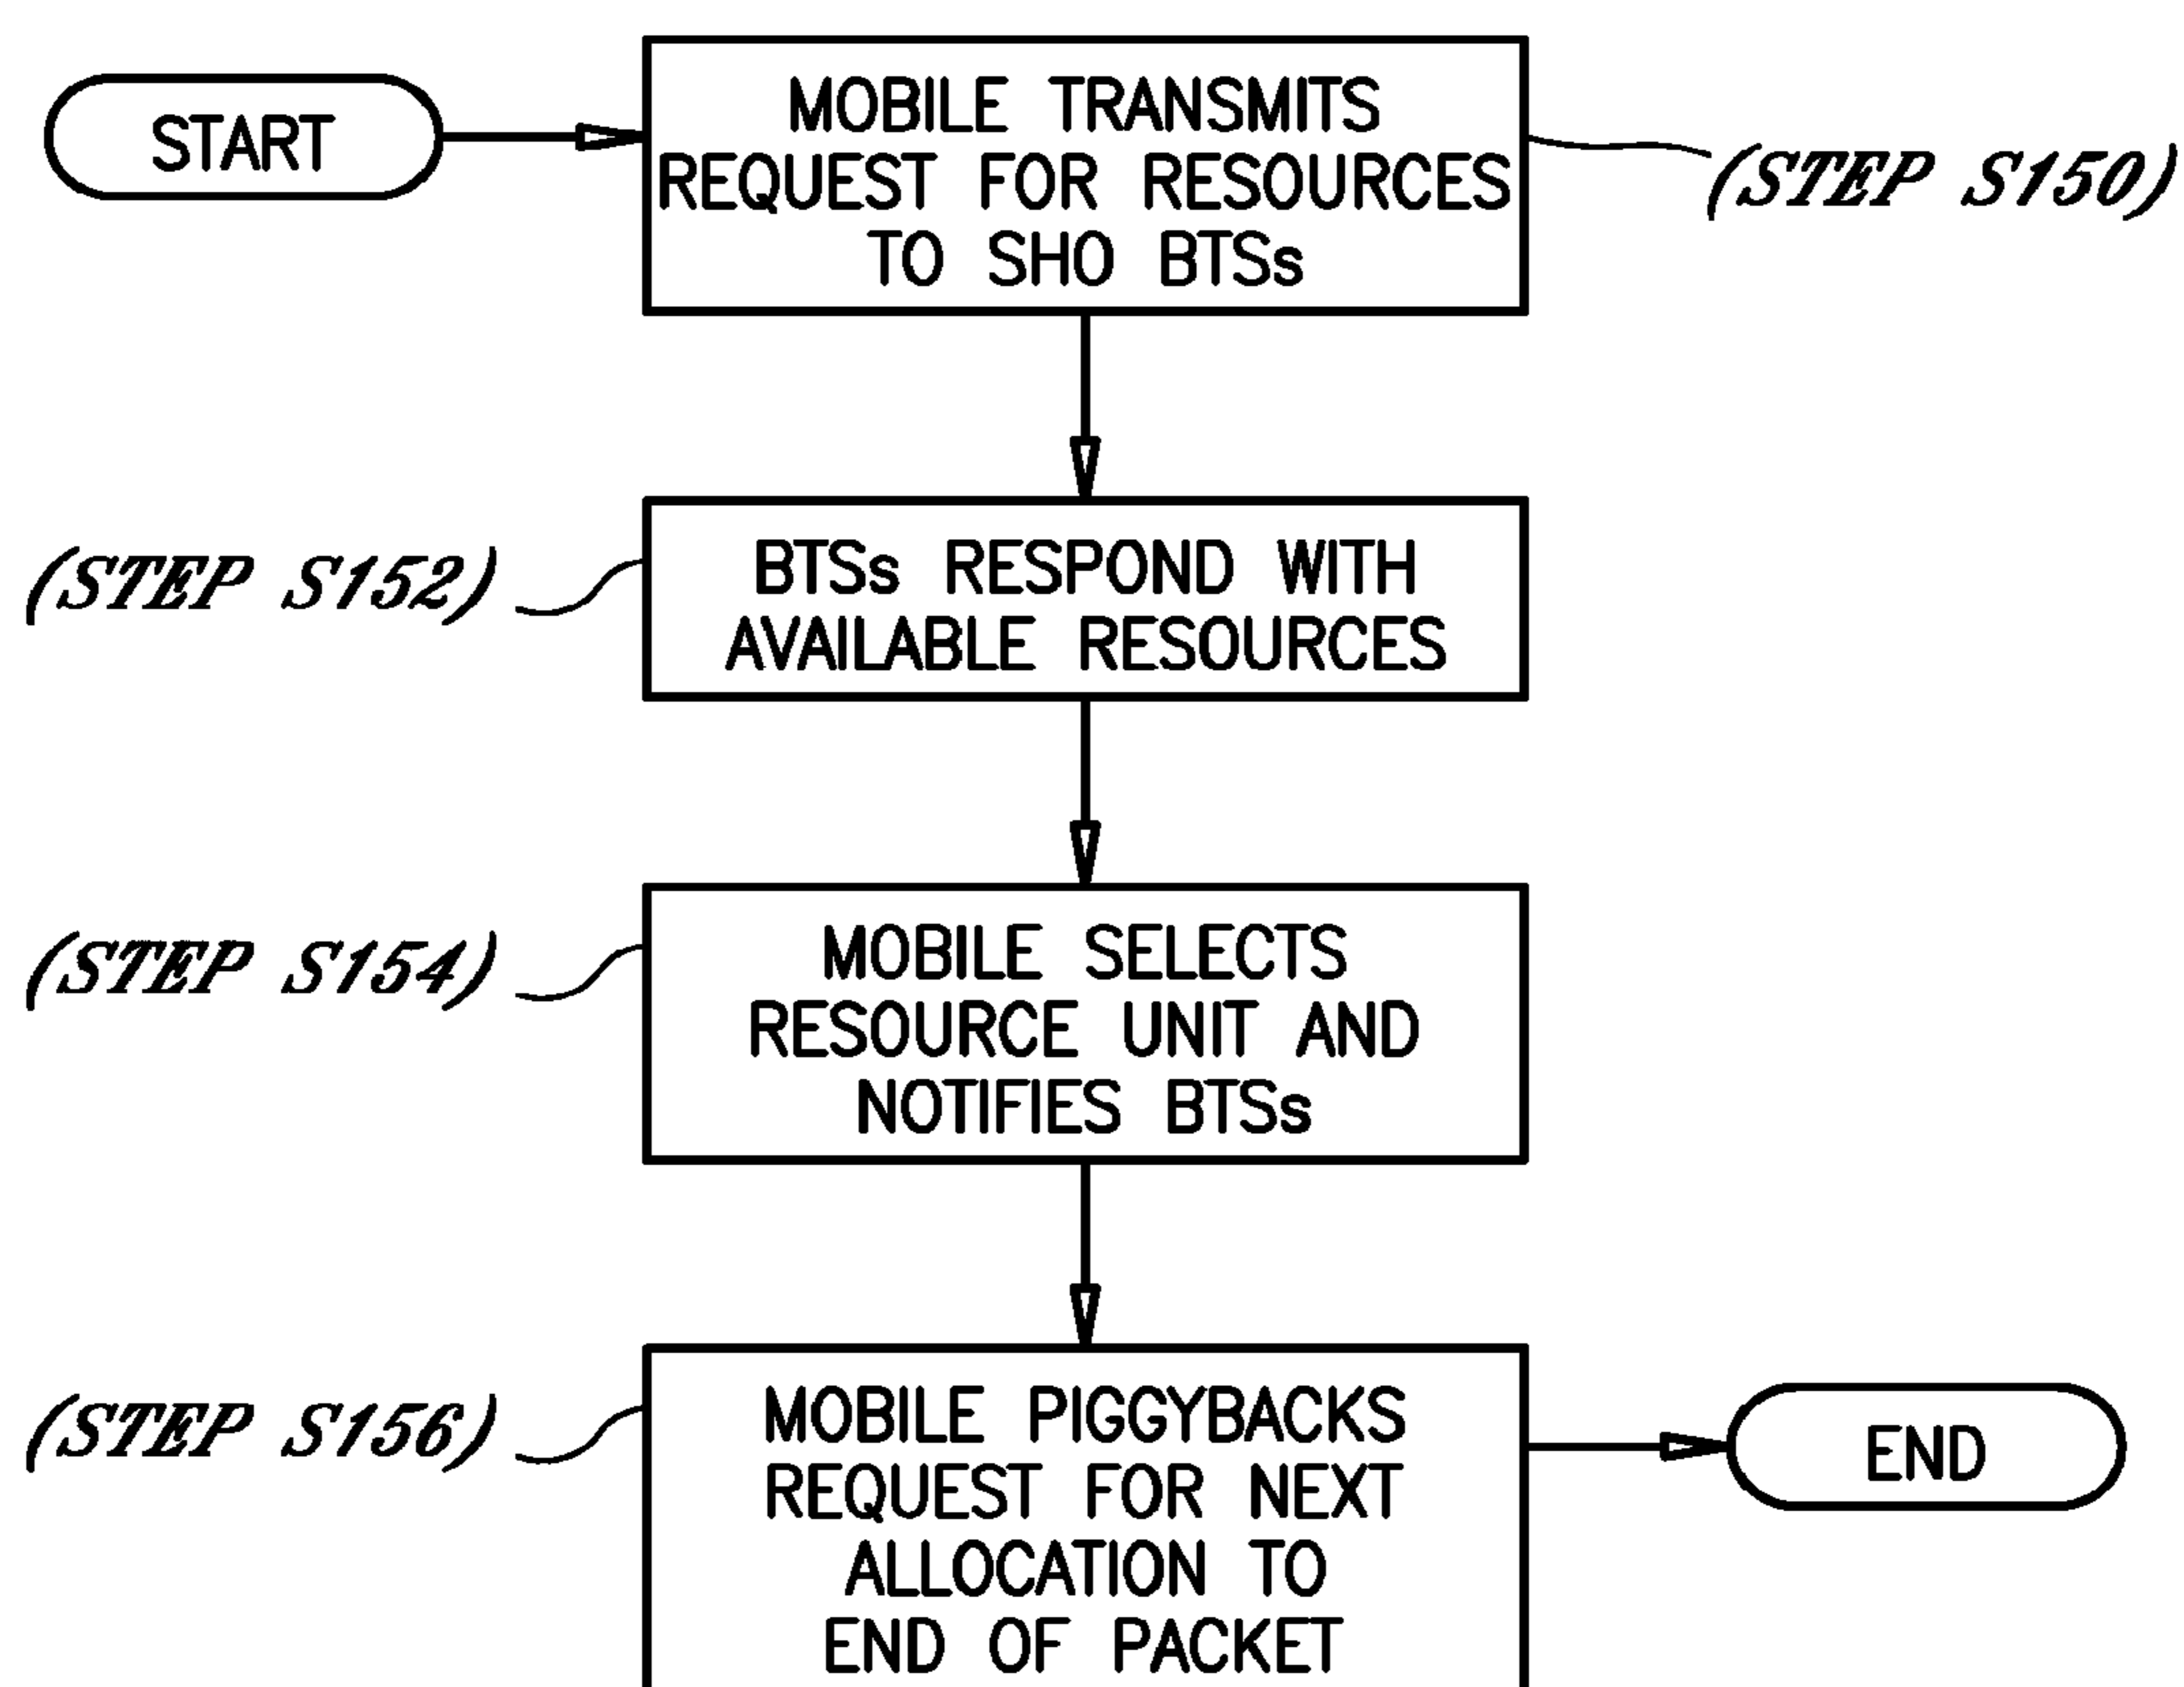 START
MOBILE TRANSMITS
REQUEST FOR RESOURCES
TO SHO BTSs
(STEP S150)
(STEP S152)
BTSs RESPOND WITH
AVAILABLE RESOURCES
(STEP S154)
MOBILE SELECTS
RESOURCE UNIT AND
NOTIFIES BTSs
(STEP S156)
MOBILE PIGGYBACKS
REQUEST FOR NEXT
ALLOCATION TO
END OF PACKET
END